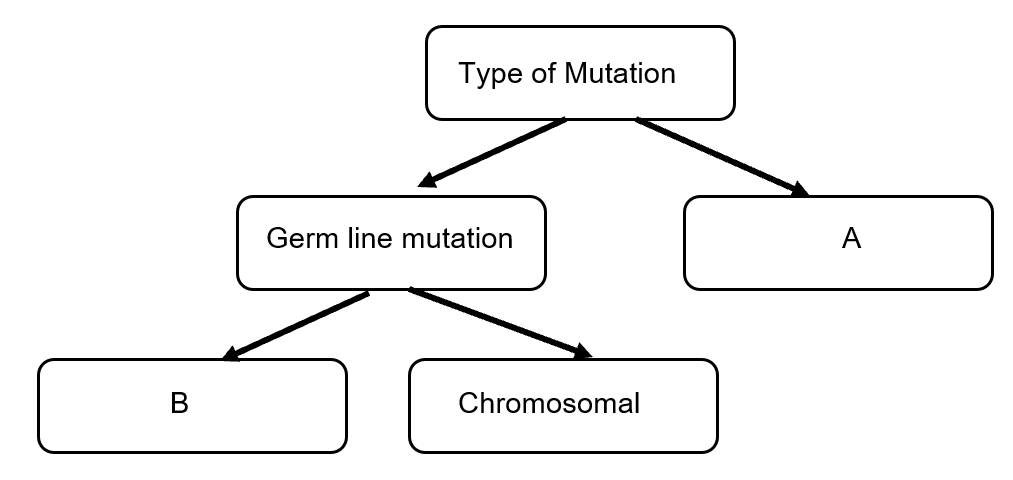 Type of Mutation
Germ line mutation
A
B
Chromosomal